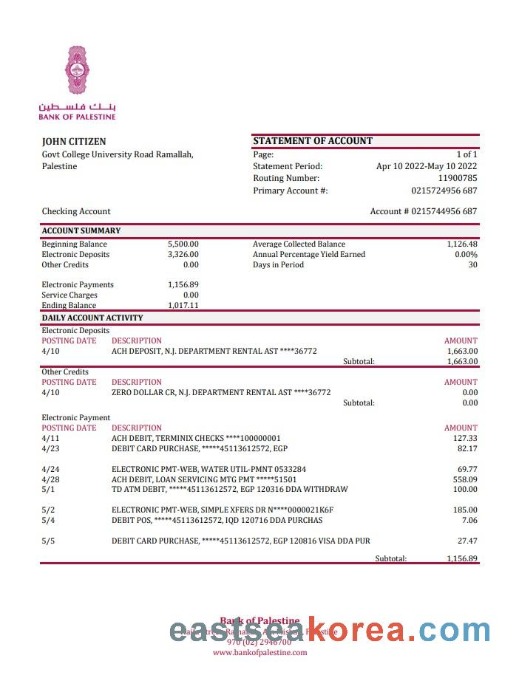 بنك فلسطين
BANK OF PALESTINE
JOHN CITIZEN
Govt College University Road Ramallah,
Palestine
STATEMENT OF ACCOUNT
Page: 1 of 1
Statement Period: Apr 10 2022-May 10 2022
Routing Number: 11900785
Primary Account #: 0215724956 687
Checking Account Account # 0215744956 687
ACCOUNT SUMMARY
Beginning Balance 5,500.00 Average Collected Balance 1,126.48
Electronic Deposits 3,326.00 Annual Percentage Yield Earned 0.00%
Other Credits 0.00 Days in Period 30
Electronic Payments 1,156.89
Service Charges 0.00
Ending Balance 1,017.11
DAILY ACCOUNT ACTIVITY
Electronic Deposits
POSTING DATE DESCRIPTION AMOUNT
4/10 ACH DEPOSIT, N.J. DEPARTMENT RENTAL AST ****36772 1,663.00
Subtotal: 1,663.00
Other Credits
POSTING DATE DESCRIPTION AMOUNT
4/10 ZERO DOLLAR CR, N.J. DEPARTMENT RENTAL AST ****36772 0.00
Subtotal: 0.00
Electronic Payment
POSTING DATE DESCRIPTION AMOUNT
4/11 ACH DEBIT, TERMINIX CHECKS ****100000001 127.33
4/23 DEBIT CARD PURCHASE, *****45113612572, EGP 82.17
4/24 ELECTRONIC PMT-WEB, WATER UTIL-PMNT 0533284 69.77
4/28 ACH DEBIT, LOAN SERVICING MTG PMT *****51501 558.09
5/1 TD ATM DEBIT, *****45113612572, EGP 120316 DDA WITHDRAW 100.00
5/2 ELECTRONIC PMT-WEB, SIMPLE XFERS DR N****0000021K6F 185.00
5/4 DEBIT POS, *****45113612572, IQD 120716 DDA PURCHAS 7.06
5/5 DEBIT CARD PURCHASE, *****45113612572, EGP 120816 VISA DDA PUR 27.47
Subtotal: 1,156.89
Bank of Palestine
eastseakorea.com
970 (02) 2946700
www.bankofpalestine.com